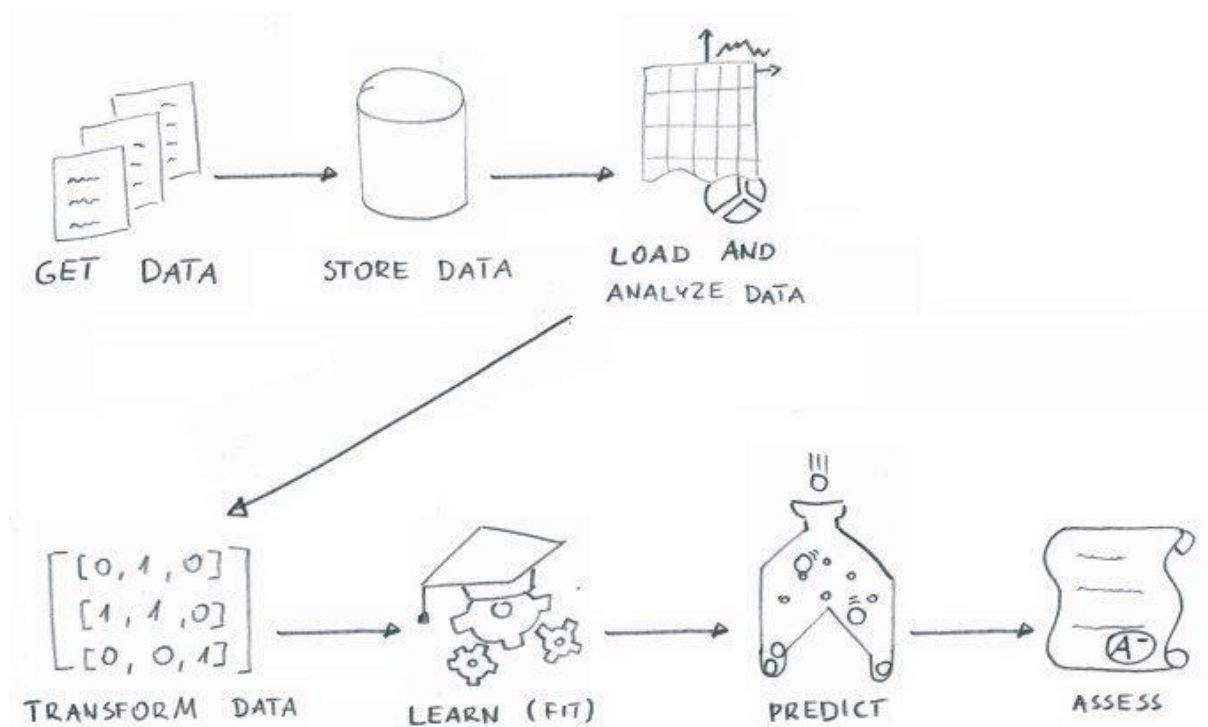 GET DATA
STORE DATA
LOAD AND
ANALYZE DATA
[[0, 1, 0]
[1, 1, 0]
[0, 0, 1]]
TRANSFORM DATA
LEARN (FIT)
PREDICT
A-
ASSESS